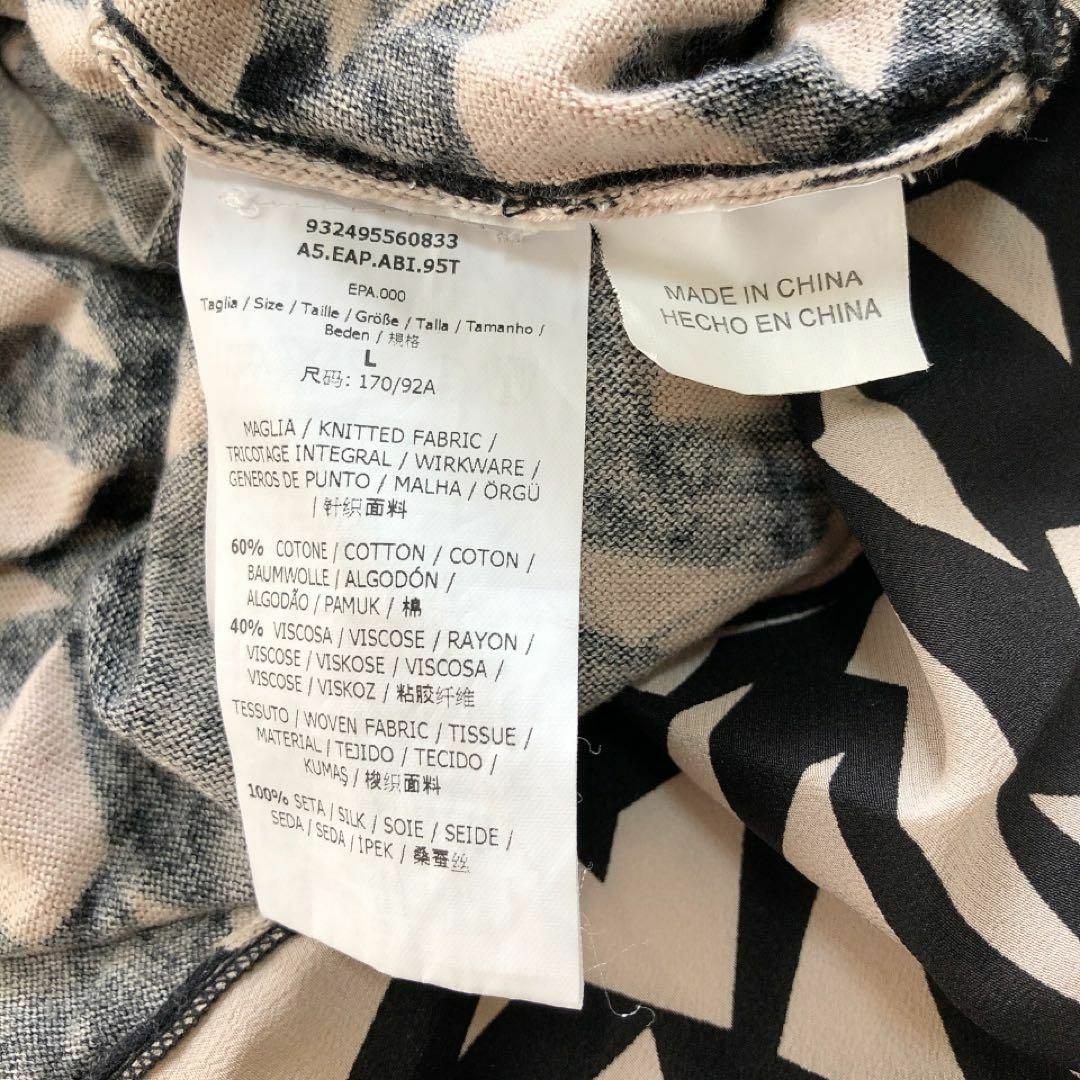 932495560833
A5.EAP.ABI.95T
EPA.000
Taglia / Size / Taille / Größe / Talla / Tamanho /
Beden / 規格
L
尺码: 170/92A
MAGLIA / KNITTED FABRIC /
TRICOTAGE INTEGRAL / WIRKWARE /
GENEROS DE PUNTO / MALHA / ÖRGÜ
/ 针织面料
60% COTONE / COTTON / COTON /
BAUMWOLLE / ALGODÓN /
ALGODÃO / PAMUK / 棉
40% VISCOSA / VISCOSE / RAYON /
VISCOSE / VISKOSE / VISCOSA /
VISCOSE / VISKOZ / 粘胶纤维
TESSUTO / WOVEN FABRIC / TISSUE /
MATERIAL / TEJIDO / TECIDO /
KUMAŞ / 梭织面料
100% SETA / SILK / SOIE / SEIDE /
SEDA / SEDA / İPEK / 桑蚕丝
MADE IN CHINA
HECHO EN CHINA